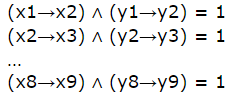 (x1→x2) ∧ (y1→y2) = 1
(x2→x3) ∧ (y2→y3) = 1
...
(x8→x9) ∧ (y8→y9) = 1